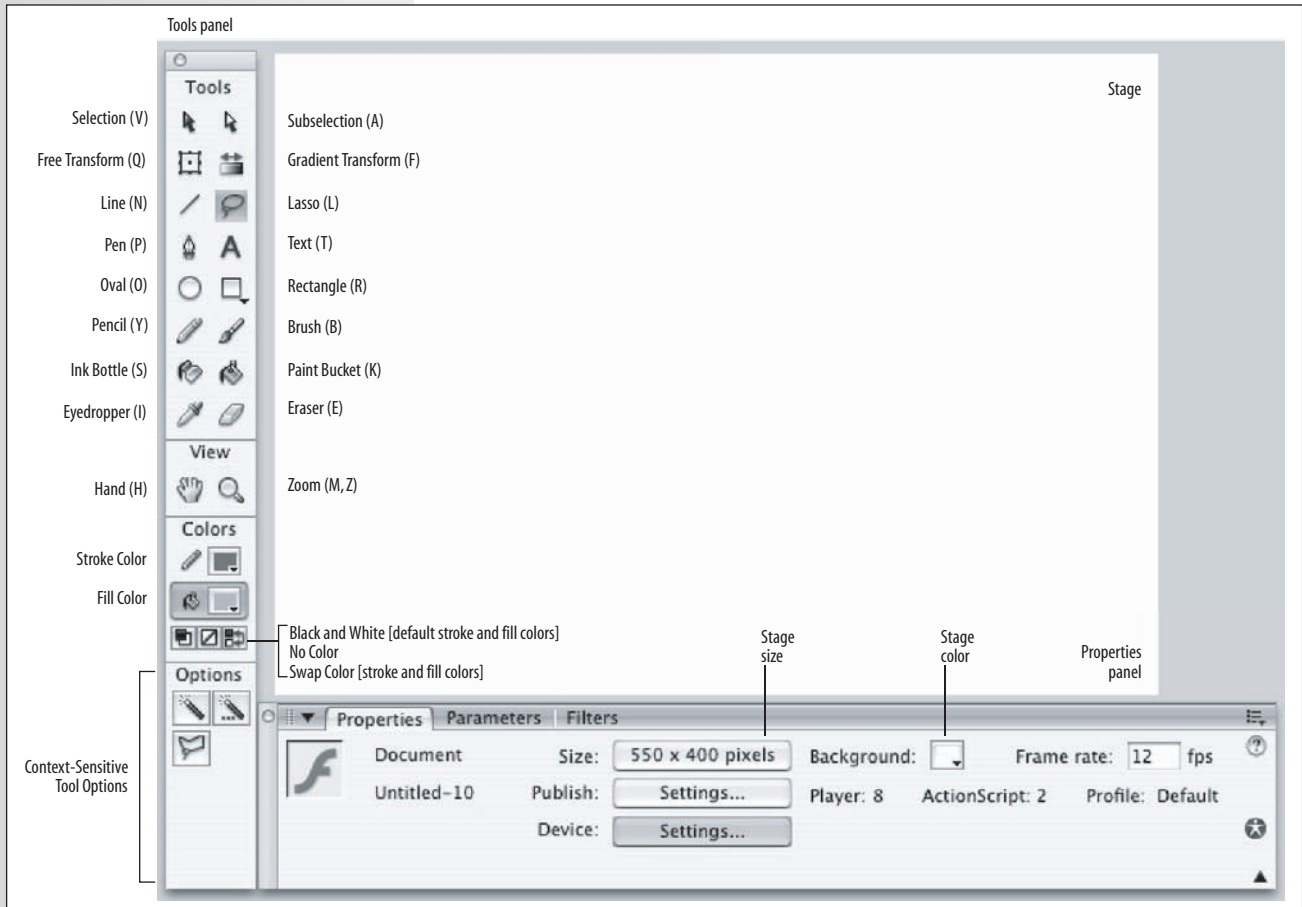 Tools panel
Tools
Stage
Selection (V)
Subselection (A)
Free Transform (Q)
Gradient Transform (F)
Line (N)
Lasso (L)
Pen (P)
Text (T)
Oval (O)
Rectangle (R)
Pencil (Y)
Brush (B)
Ink Bottle (S)
Paint Bucket (K)
Eyedropper (I)
Eraser (E)
View
Hand (H)
Zoom (M, Z)
Colors
Stroke Color
Fill Color
Black and White [default stroke and fill colors]
No Color
Swap Color [stroke and fill colors]
Stage
size
Stage
color
Properties
panel
Options
Context-Sensitive
Tool Options
Properties Parameters Filters
Document Size: 550 x 400 pixels Background: Frame rate: 12 fps
Untitled-10 Publish: Settings... Player: 8 ActionScript: 2 Profile: Default
Device: Settings...